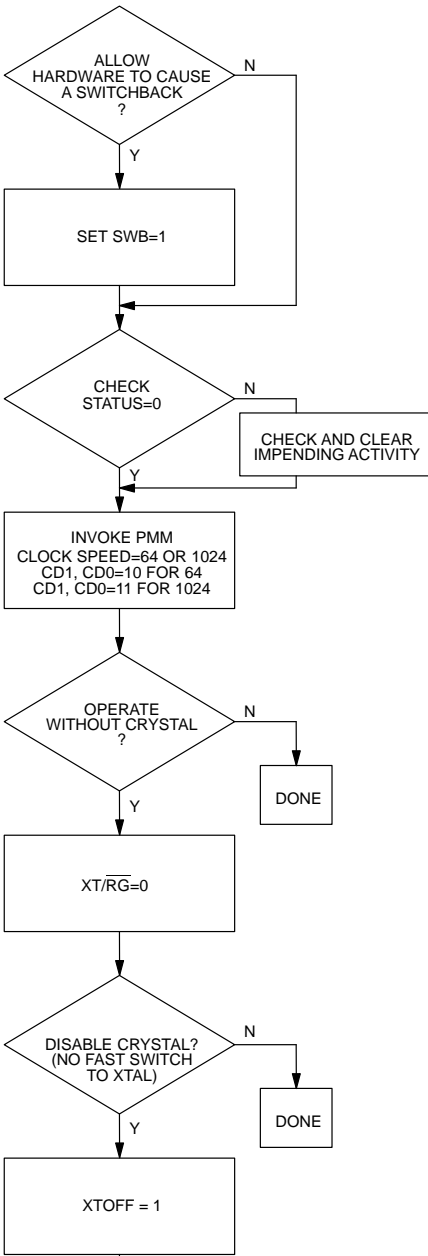 ALLOW
HARDWARE TO CAUSE
A SWITCHBACK
?
N
Y
SET SWB=1
CHECK
STATUS=0
N
CHECK AND CLEAR
IMPENDING ACTIVITY
Y
INVOKE PMM
CLOCK SPEED=64 OR 1024
CD1, CD0=10 FOR 64
CD1, CD0=11 FOR 1024
OPERATE
WITHOUT CRYSTAL
?
N
DONE
Y
XT/R̅G̅=0
DISABLE CRYSTAL?
(NO FAST SWITCH
TO XTAL)
N
DONE
Y
XTOFF = 1